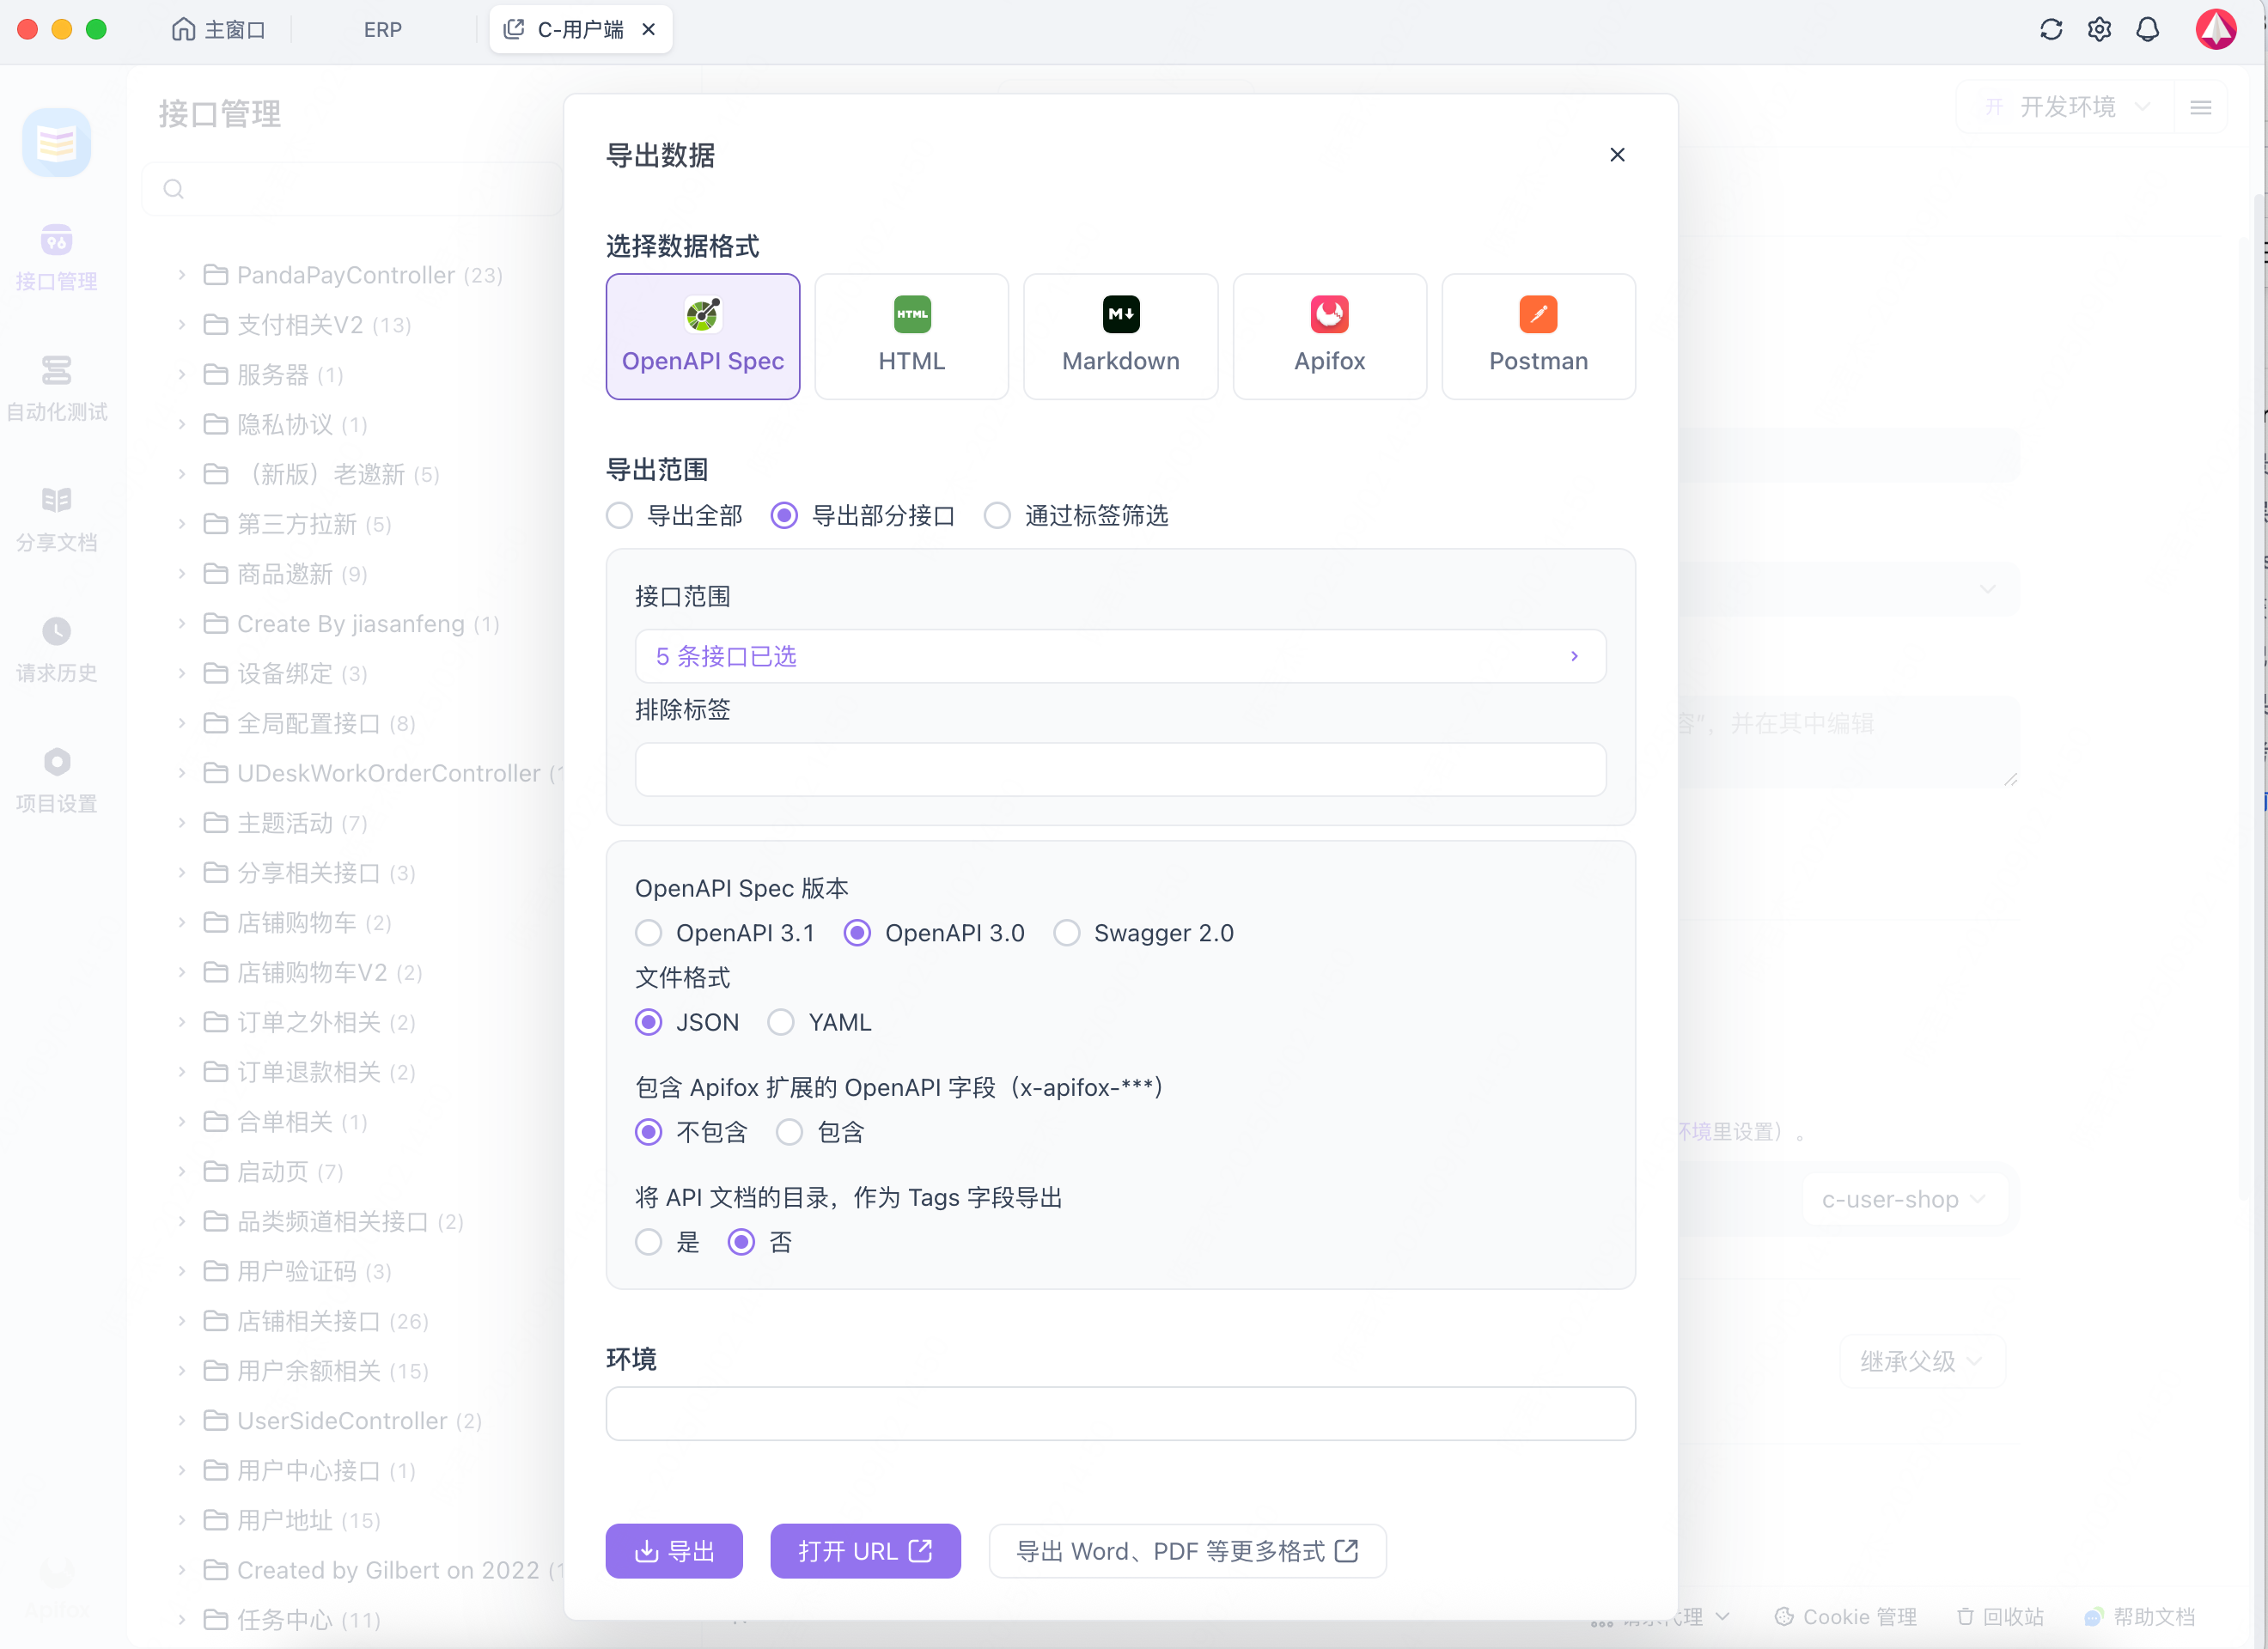 主窗口
ERP
C-用户端
接口管理
开 开发环境
接口管理
自动化测试
分享文档
请求历史
项目设置
PandaPayController (23)
支付相关V2 (13)
服务器 (1)
隐私协议 (1)
（新版）老邀新 (5)
第三方拉新 (5)
商品邀新 (9)
Create By jiasanfeng (1)
设备绑定 (3)
全局配置接口 (8)
UDeskWorkOrderController
主题活动 (7)
分享相关接口 (3)
店铺购物车 (2)
店铺购物车V2 (2)
订单之外相关 (2)
订单退款相关 (2)
合单相关 (1)
启动页 (7)
品类频道相关接口 (2)
用户验证码 (3)
店铺相关接口 (26)
用户余额相关 (15)
UserSideController (2)
用户中心接口 (1)
用户地址 (15)
Created by Gilbert on 2022
任务中心 (11)
导出数据
选择数据格式
OpenAPI Spec
HTML
HTML
M↓
Markdown
Apifox
Postman
导出范围
导出全部 导出部分接口 通过标签筛选
接口范围
5 条接口已选
排除标签
OpenAPI Spec 版本
OpenAPI 3.1 OpenAPI 3.0 Swagger 2.0
文件格式
JSON YAML
包含 Apifox 扩展的 OpenAPI 字段（x-apifox-***）
不包含 包含
将 API 文档的目录，作为 Tags 字段导出
是 否
环境
导出
打开 URL
导出 Word、PDF 等更多格式
容”，并在其中编辑
环境里设置）。
c-user-shop
继承父级
请求代理
Cookie 管理
回收站
帮助文档